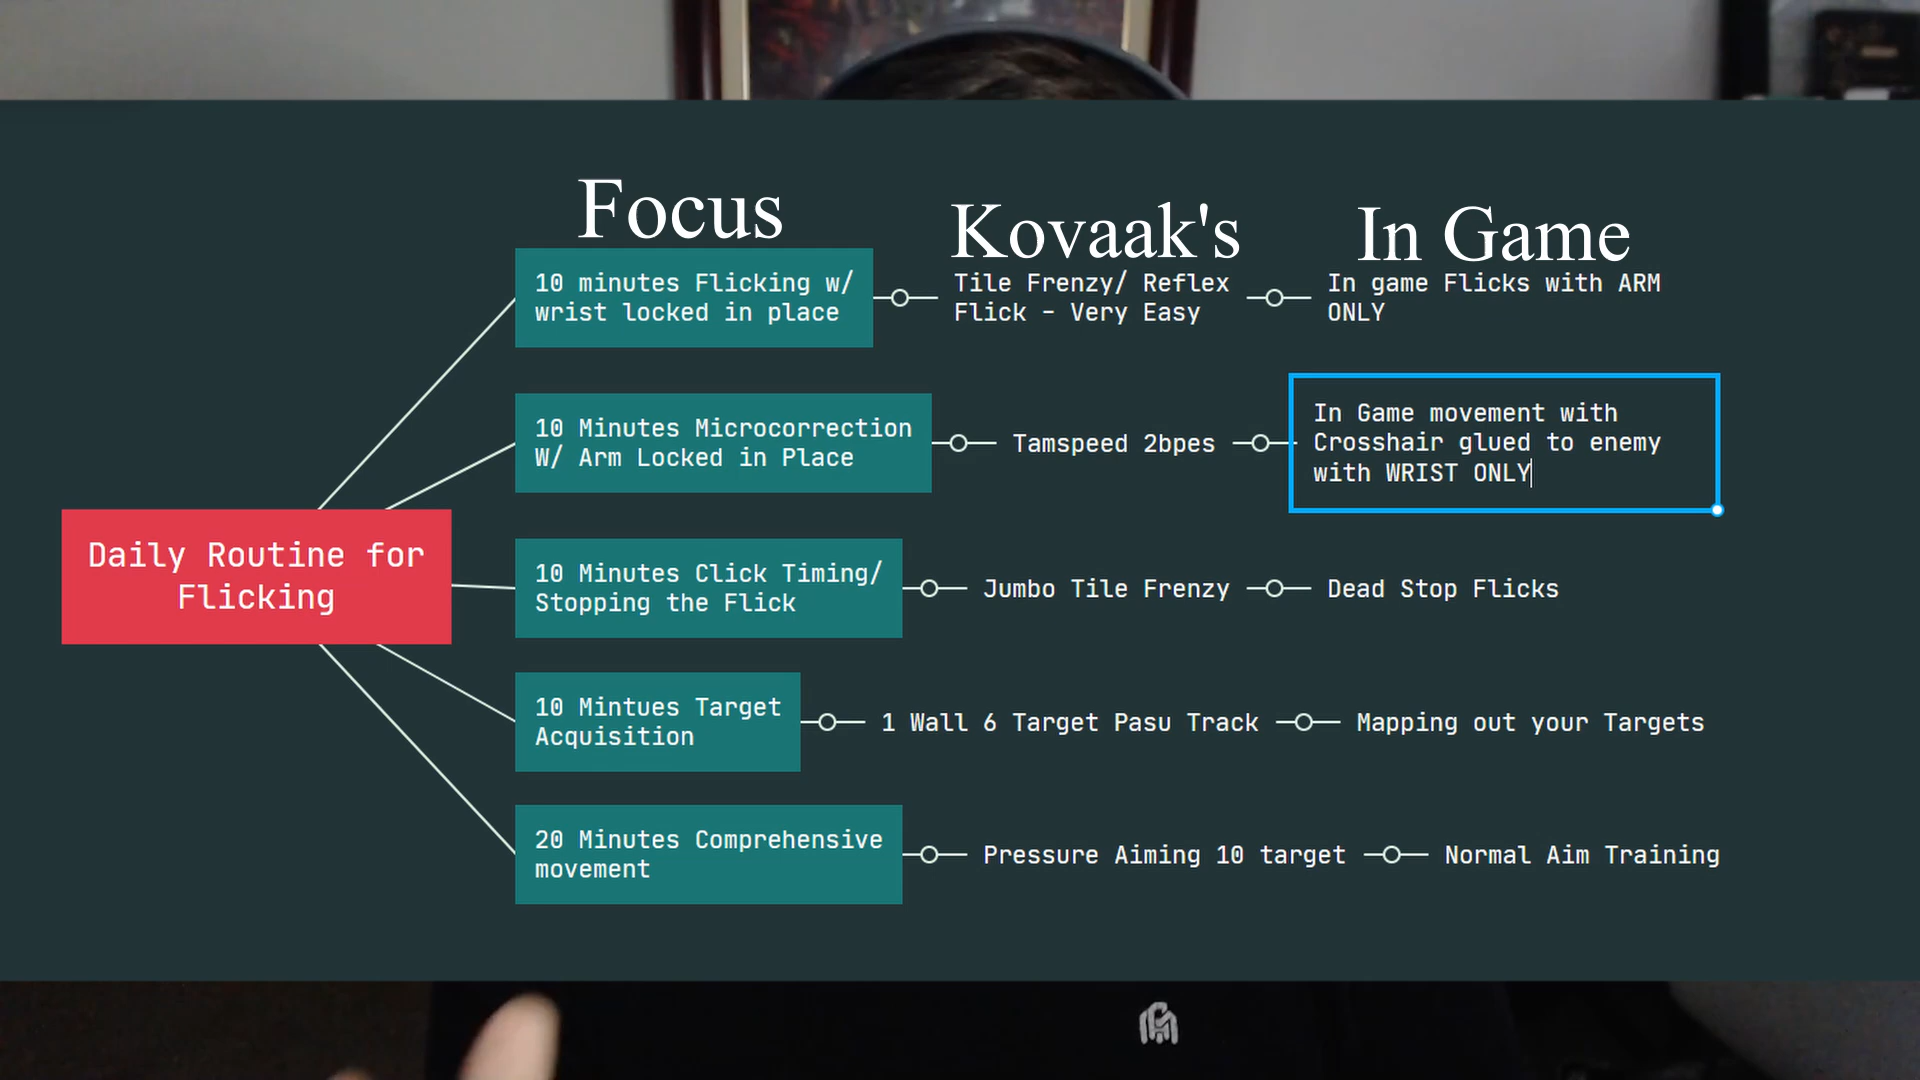 Focus
Kovaak's
In Game
10 minutes Flicking w/
wrist locked in place
Tile Frenzy/ Reflex
Flick - Very Easy
In game Flicks with ARM
ONLY
10 Minutes Microcorrection
W/ Arm Locked in Place
Tamspeed 2bpes
In Game movement with
Crosshair glued to enemy
with WRIST ONLY
Daily Routine for
Flicking
10 Minutes Click Timing/
Stopping the Flick
Jumbo Tile Frenzy
Dead Stop Flicks
10 Mintues Target
Acquisition
1 Wall 6 Target Pasu Track
Mapping out your Targets
20 Minutes Comprehensive
movement
Pressure Aiming 10 target
Normal Aim Training